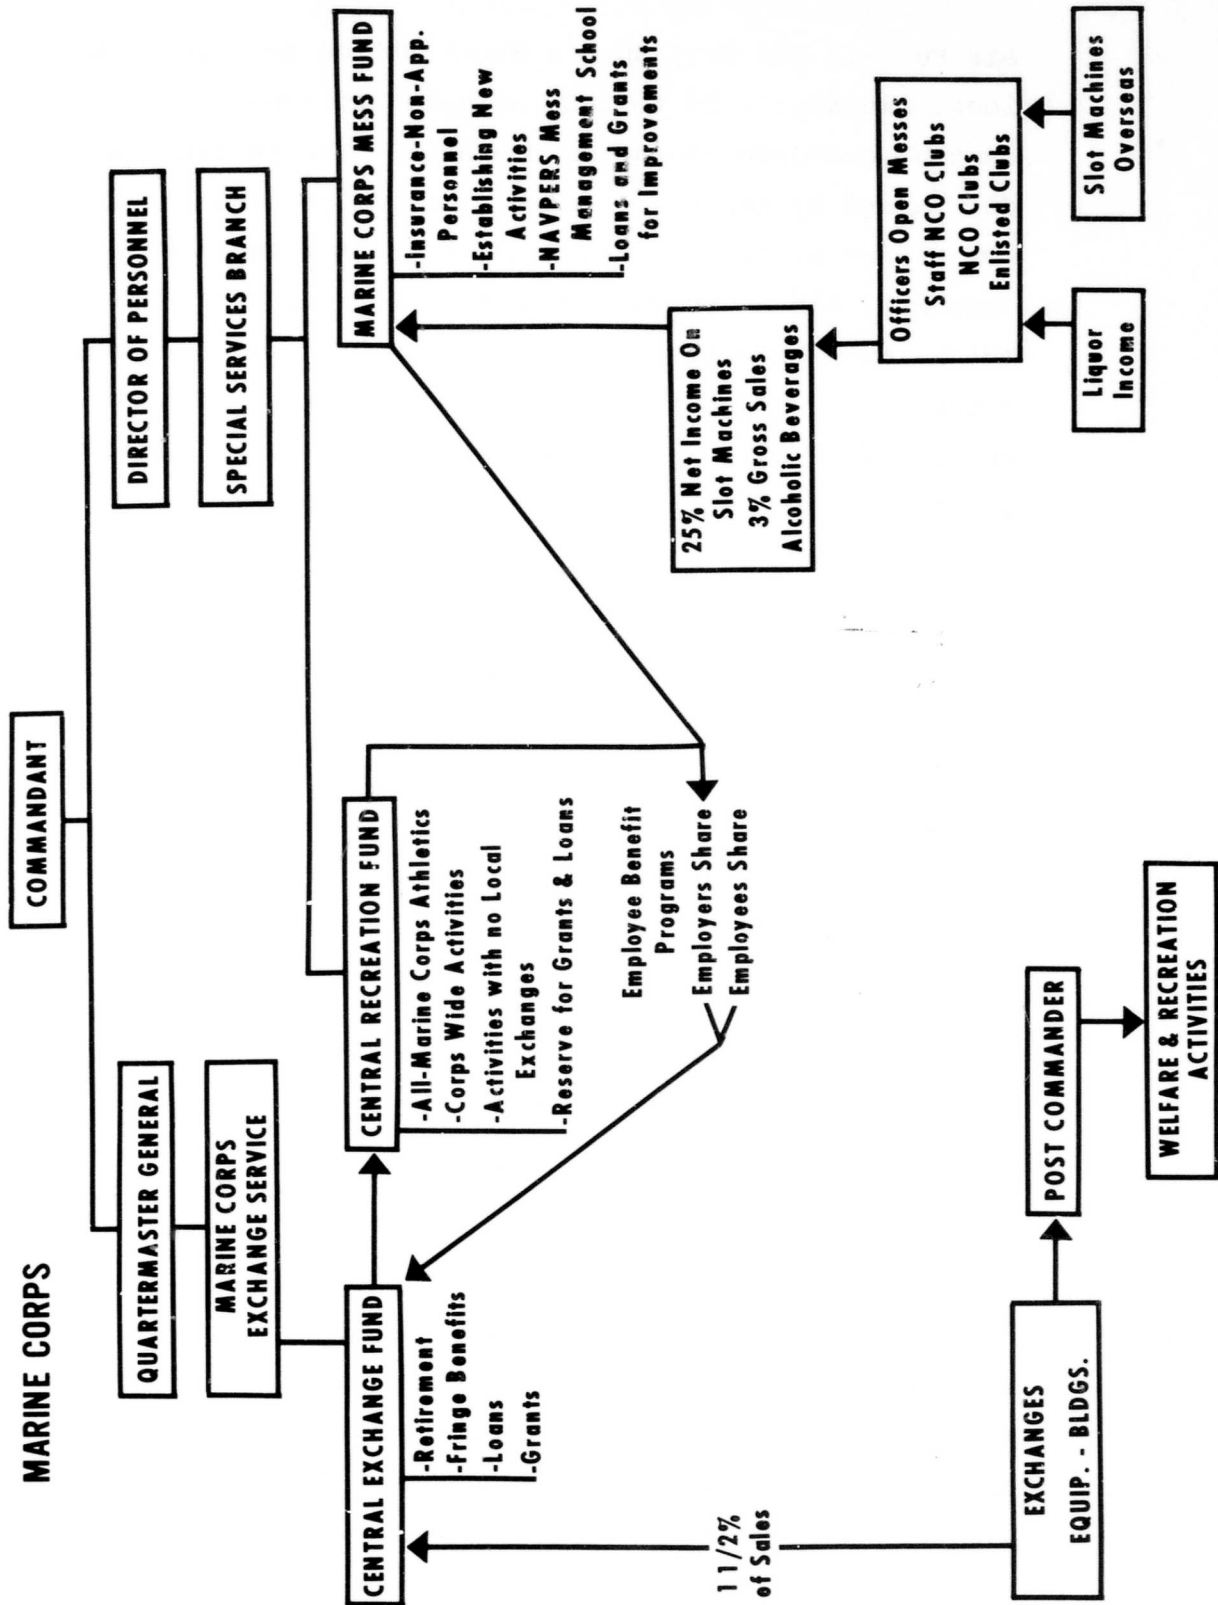 MARINE CORPS
COMMANDANT
QUARTERMASTER GENERAL
DIRECTOR OF PERSONNEL
MARINE CORPS
EXCHANGE SERVICE
SPECIAL SERVICES BRANCH
CENTRAL EXCHANGE FUND
-Retirement
-Fringe Benefits
-Loans
-Grants
CENTRAL RECREATION FUND
-All-Marine Corps Athletics
-Corps Wide Activities
-Activities with no Local
Exchanges
-Reserve for Grants & Loans
MARINE CORPS MESS FUND
-Insurance-Non-App.
Personnel
-Establishing New
Activities
-NAVPERS Mess
Management School
-Loans and Grants
for Improvements
Employee Benefit
Programs
Employers Share
Employees Share
1 1/2%
of Sales
25% Net Income On
Slot Machines
3% Gross Sales
Alcoholic Beverages
Officers Open Messes
Staff NCO Clubs
NCO Clubs
Enlisted Clubs
Liquor
Income
Slot Machines
Overseas
EXCHANGES
EQUIP. - BLDGS.
POST COMMANDER
WELFARE & RECREATION
ACTIVITIES